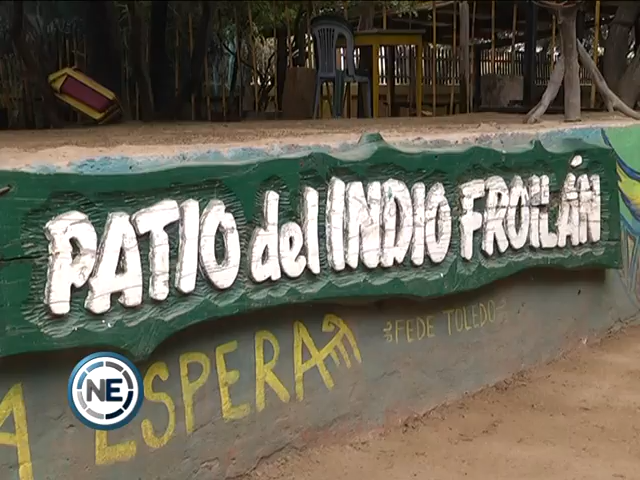 PATIO del INDIO FROILÁN
A ESPERA
FEDE TOLEDO
NE